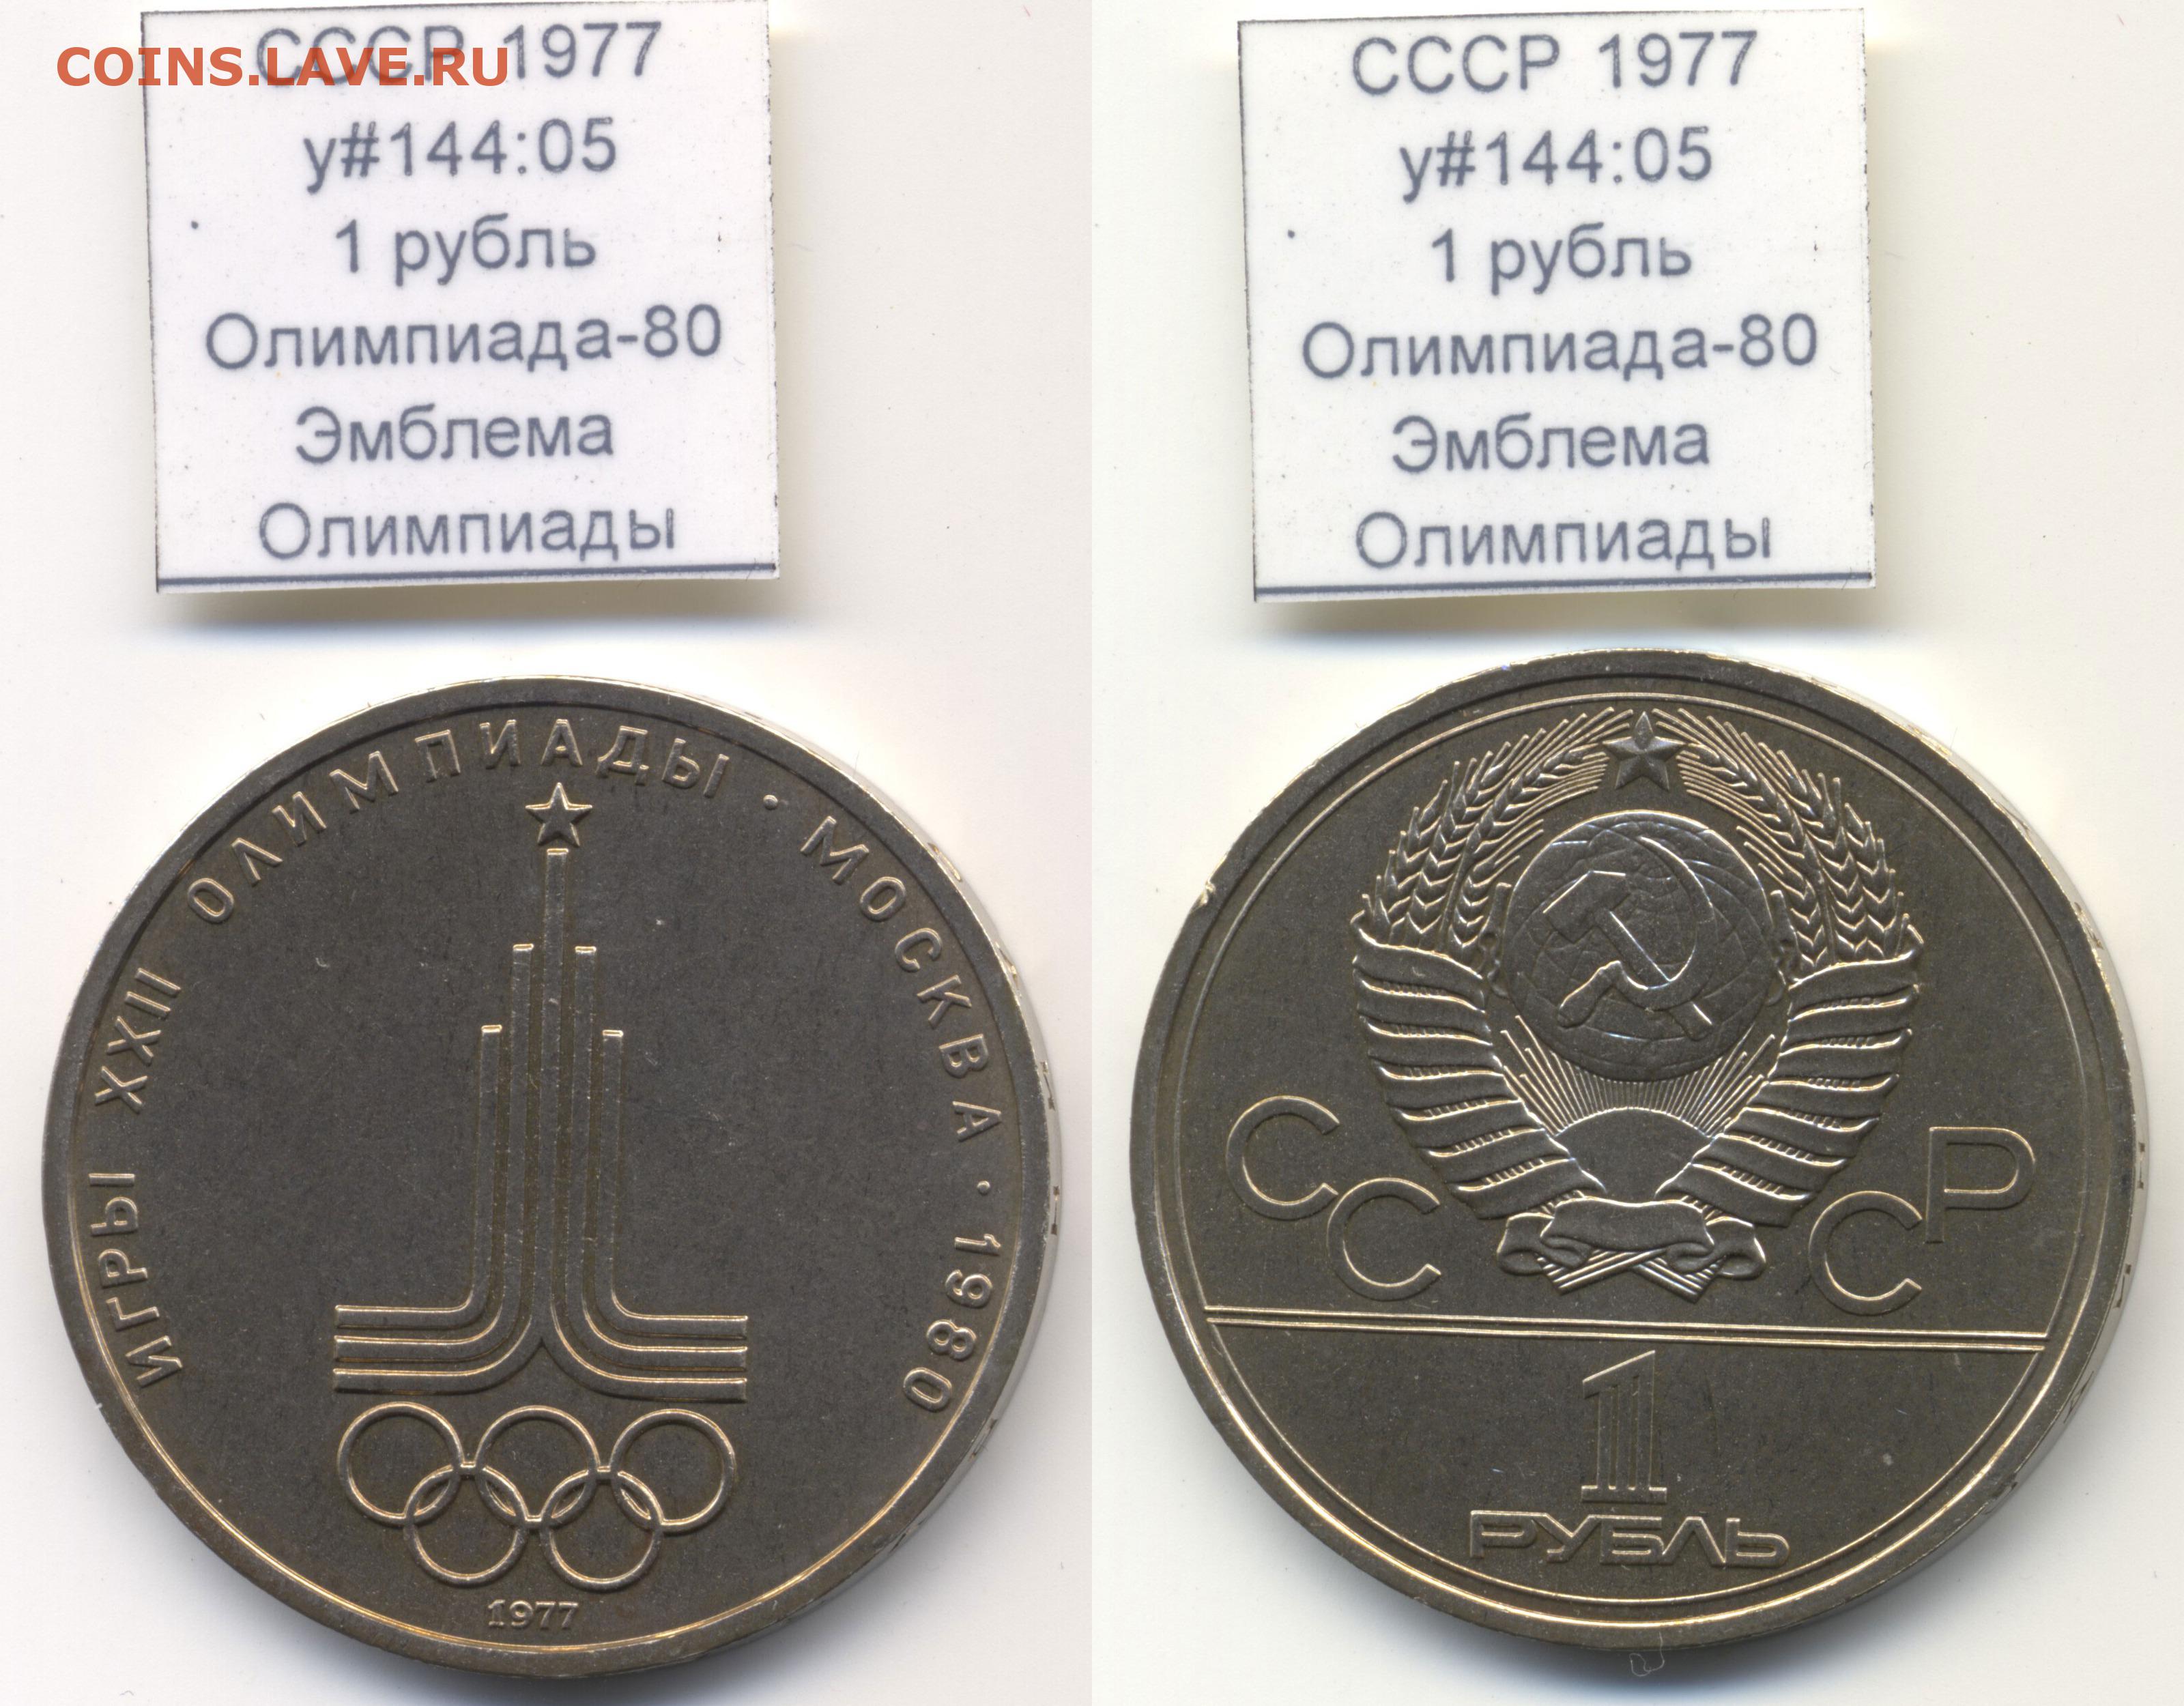 COINS.LAVE.RU
СССР 1977
у#144:05
1 рубль
Олимпиада-80
Эмблема
Олимпиады
ИГРЫ XXII ОЛИМПИАДЫ · МОСКВА · 1980
1977
СССР 1977
у#144:05
1 рубль
Олимпиада-80
Эмблема
Олимпиады
СССР
1
РУБЛЬ